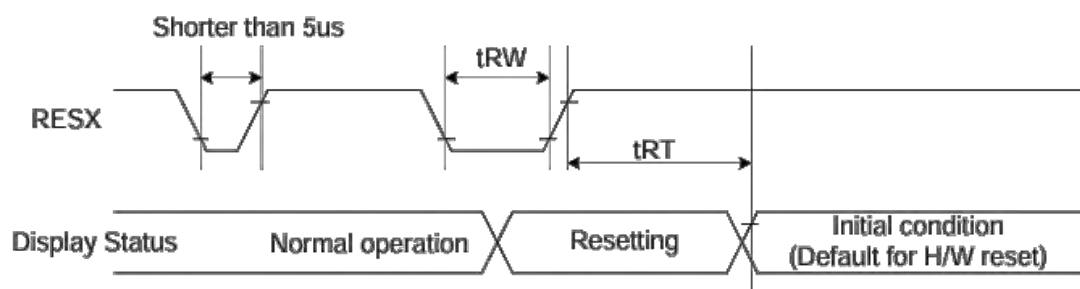 Shorter than 5us
tRW
RESX
tRT
Display Status
Normal operation
Resetting
Initial condition
(Default for H/W reset)